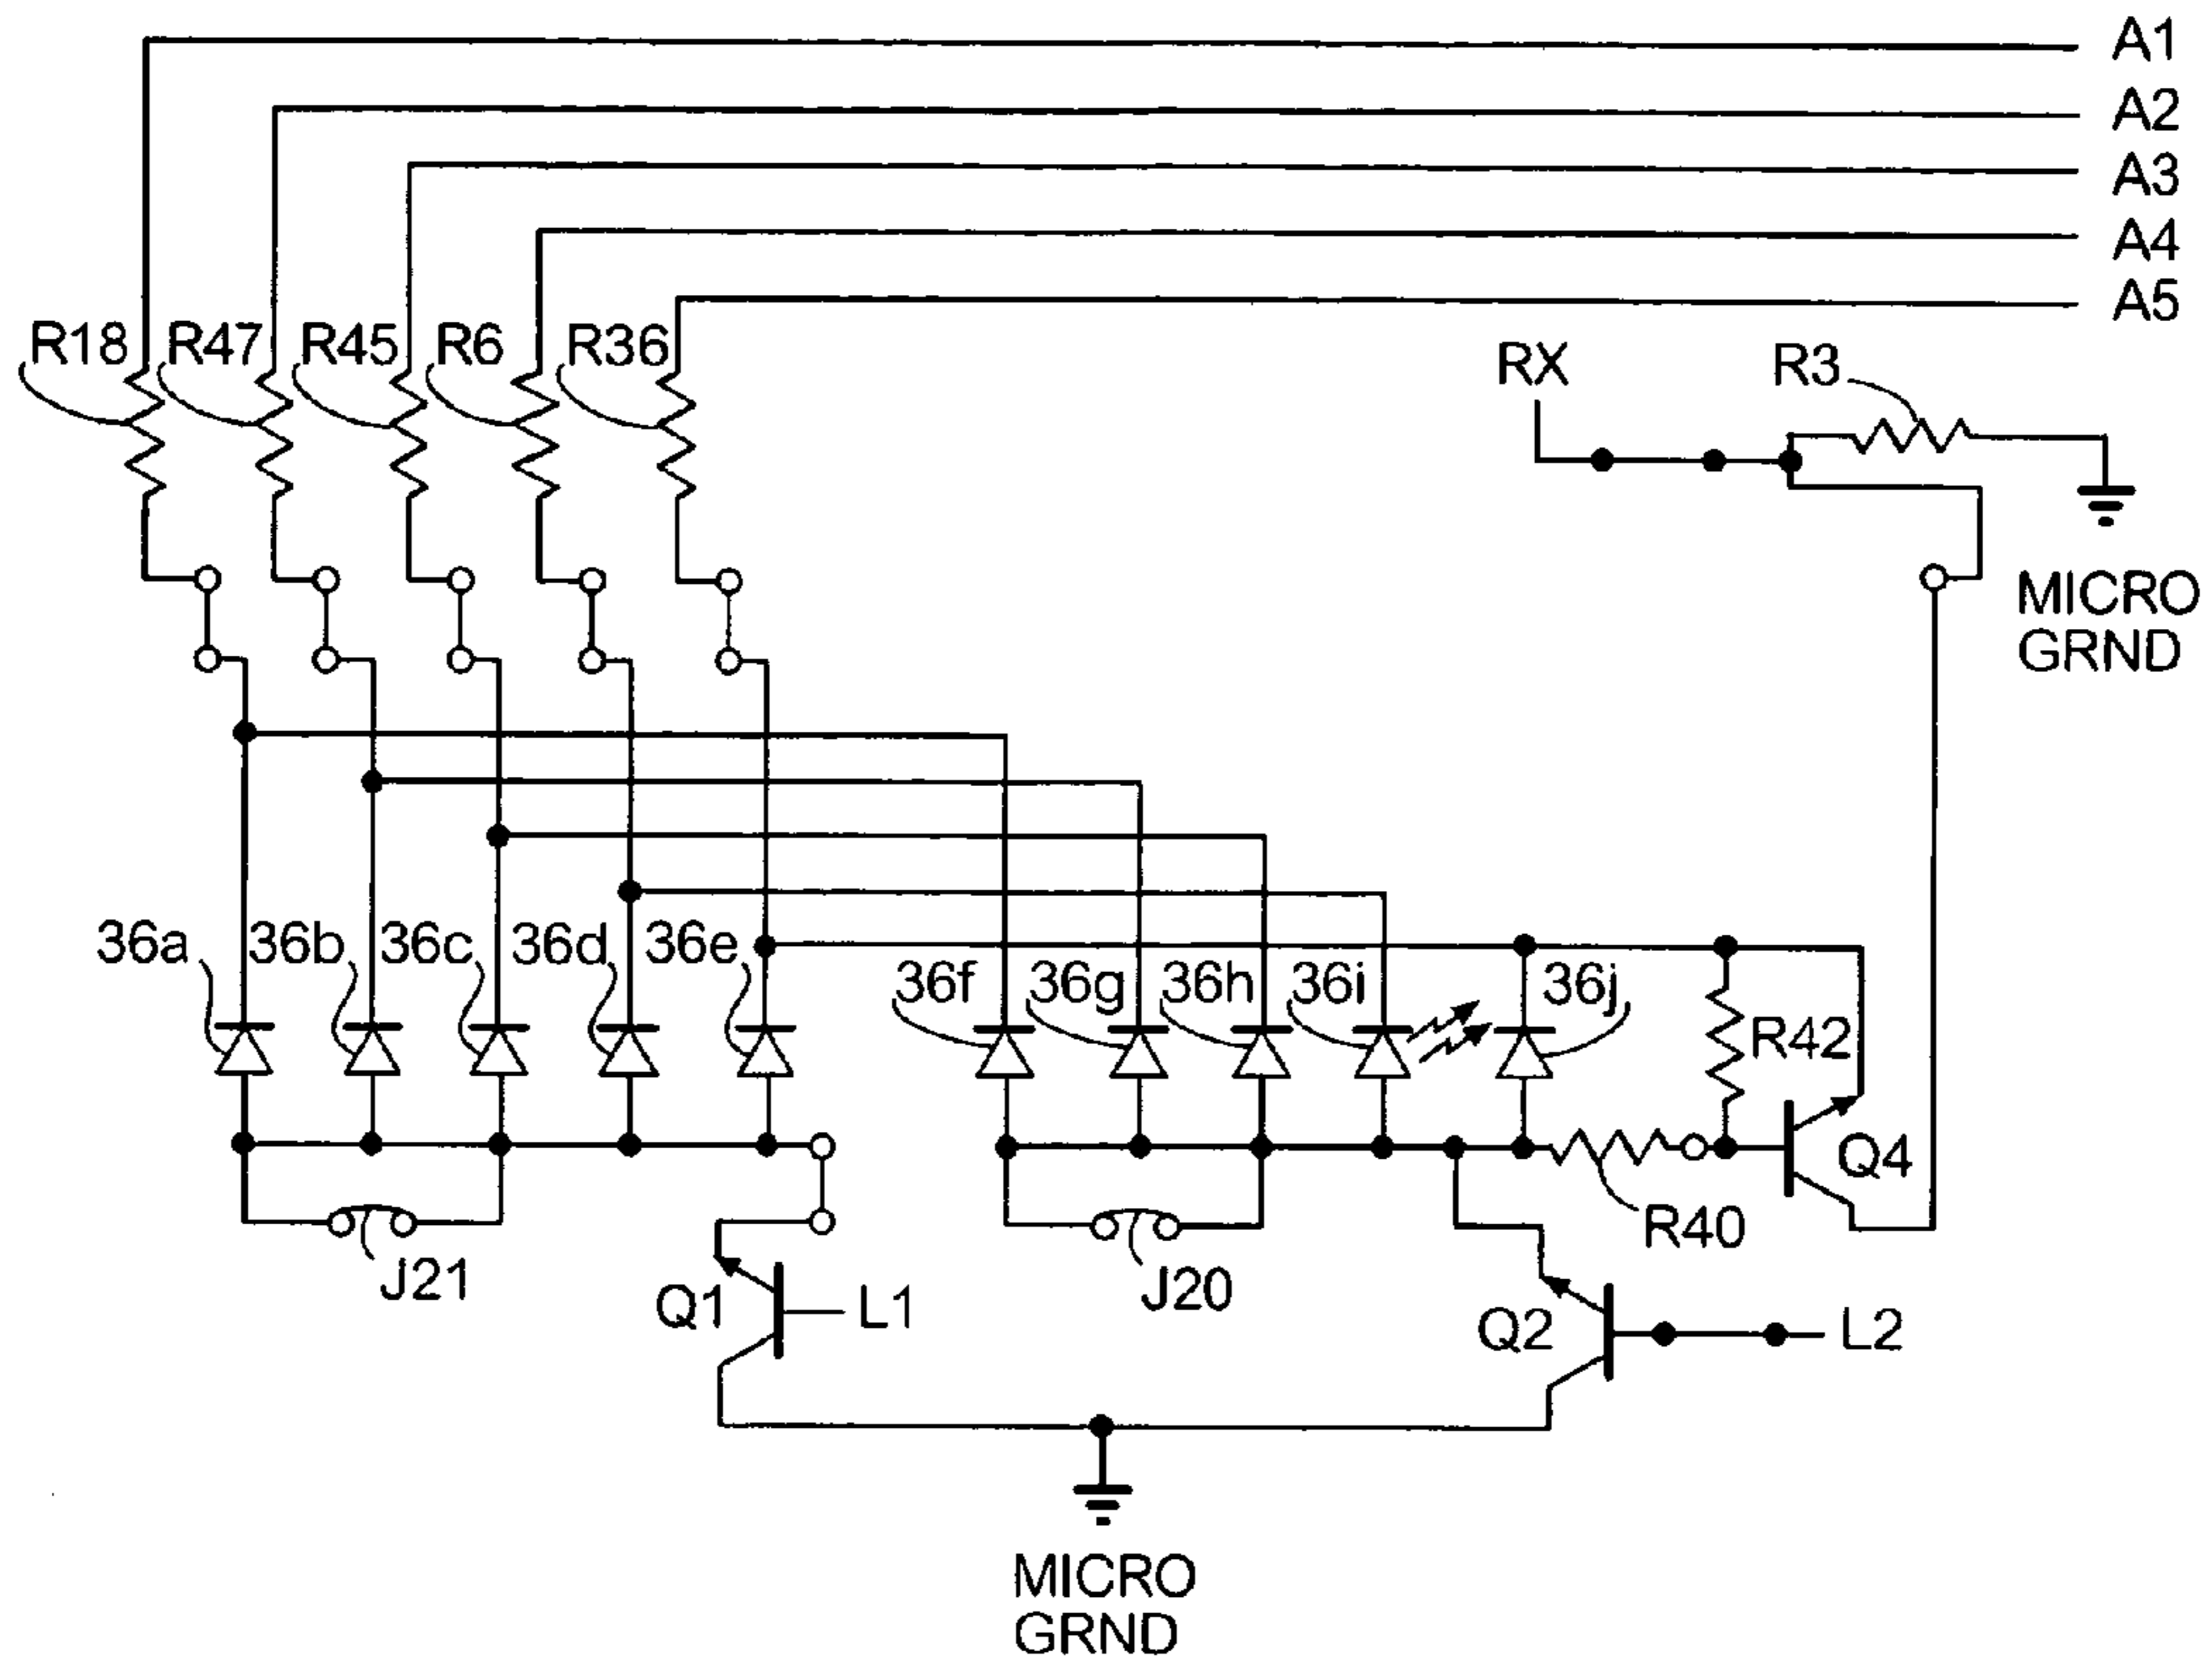 A1
A2
A3
A4
A5
R18 R47 R45 R6 R36
RX R3
MICRO
GRND
36a 36b 36c 36d 36e
36f 36g 36h 36i 36j
R42
Q4
R40
J21
Q1 L1
J20
Q2 L2
MICRO
GRND